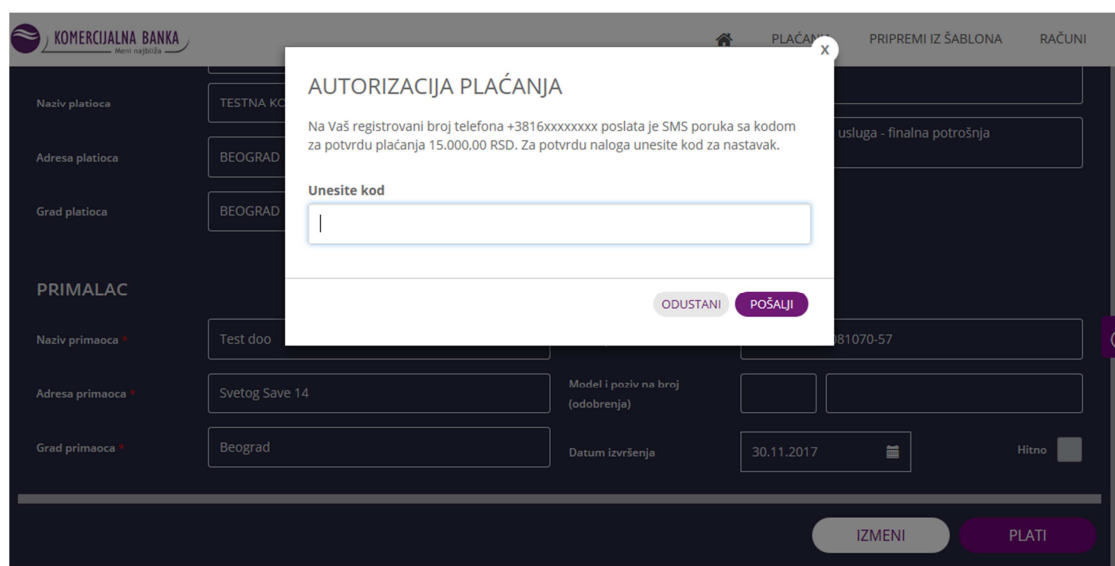 KOMERCIJALNA BANKA
Meni najbliža
PLAĆANJA
PRIPREMI IZ ŠABLONA
RAČUNI
X
AUTORIZACIJA PLAĆANJA
Na Vaš registrovani broj telefona +3816xxxxxxxx poslata je SMS poruka sa kodom
za potvrdu plaćanja 15.000,00 RSD. Za potvrdu naloga unesite kod za nastavak.
Unesite kod
ODUSTANI
POŠALJI
Naziv platioca
TESTNA KO
usluga - finalna potrošnja
Adresa platioca
BEOGRAD
Grad platioca
BEOGRAD
PRIMALAC
Naziv primaoca *
Test doo
081070-57
Adresa primaoca *
Svetog Save 14
Model i poziv na broj
(odobrenja)
Grad primaoca *
Beograd
Datum izvršenja
30.11.2017
Hitno
IZMENI
PLATI